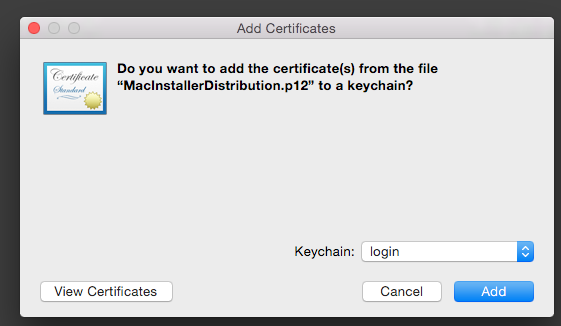 Add Certificates
Certificate
Standard
Do you want to add the certificate(s) from the file
“MacInstallerDistribution.p12” to a keychain?
Keychain: login
View Certificates Cancel Add